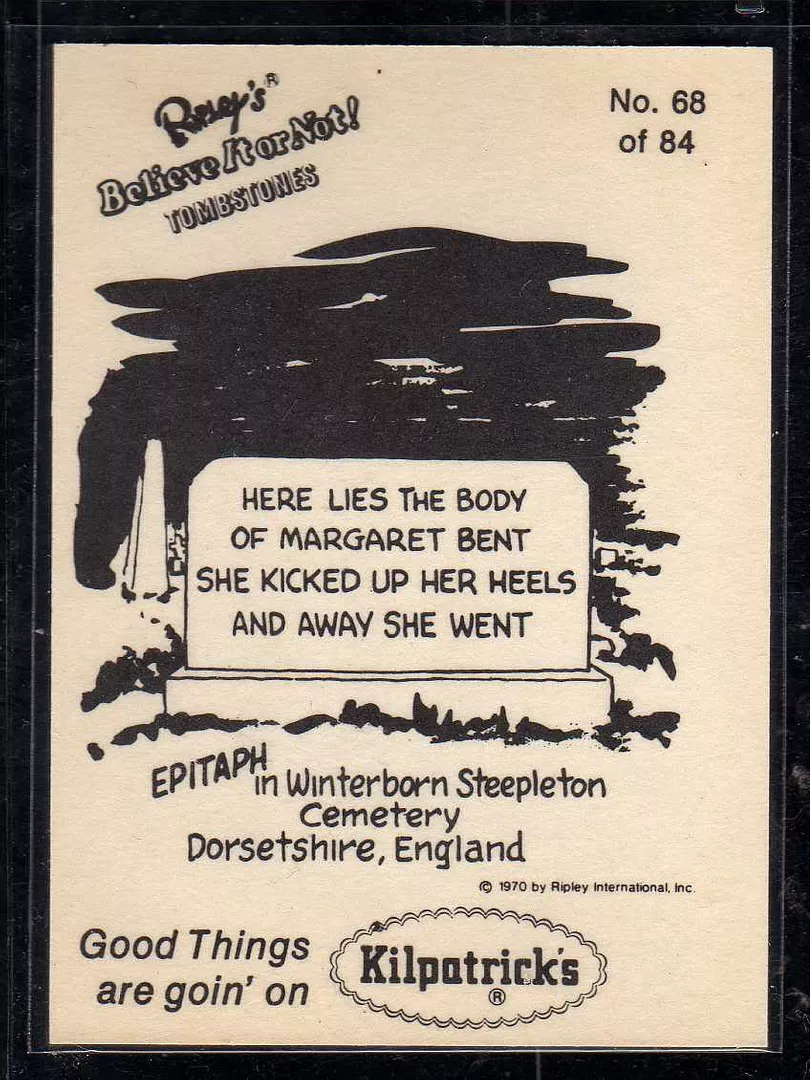 Ripley's®
Believe It or Not!
TOMBSTONES
No. 68
of 84
HERE LIES THE BODY
OF MARGARET BENT
SHE KICKED UP HER HEELS
AND AWAY SHE WENT
EPITAPH in Winterborn Steepleton
Cemetery
Dorsetshire, England
© 1970 by Ripley International, Inc.
Good Things
are goin' on
Kilpatrick's
®